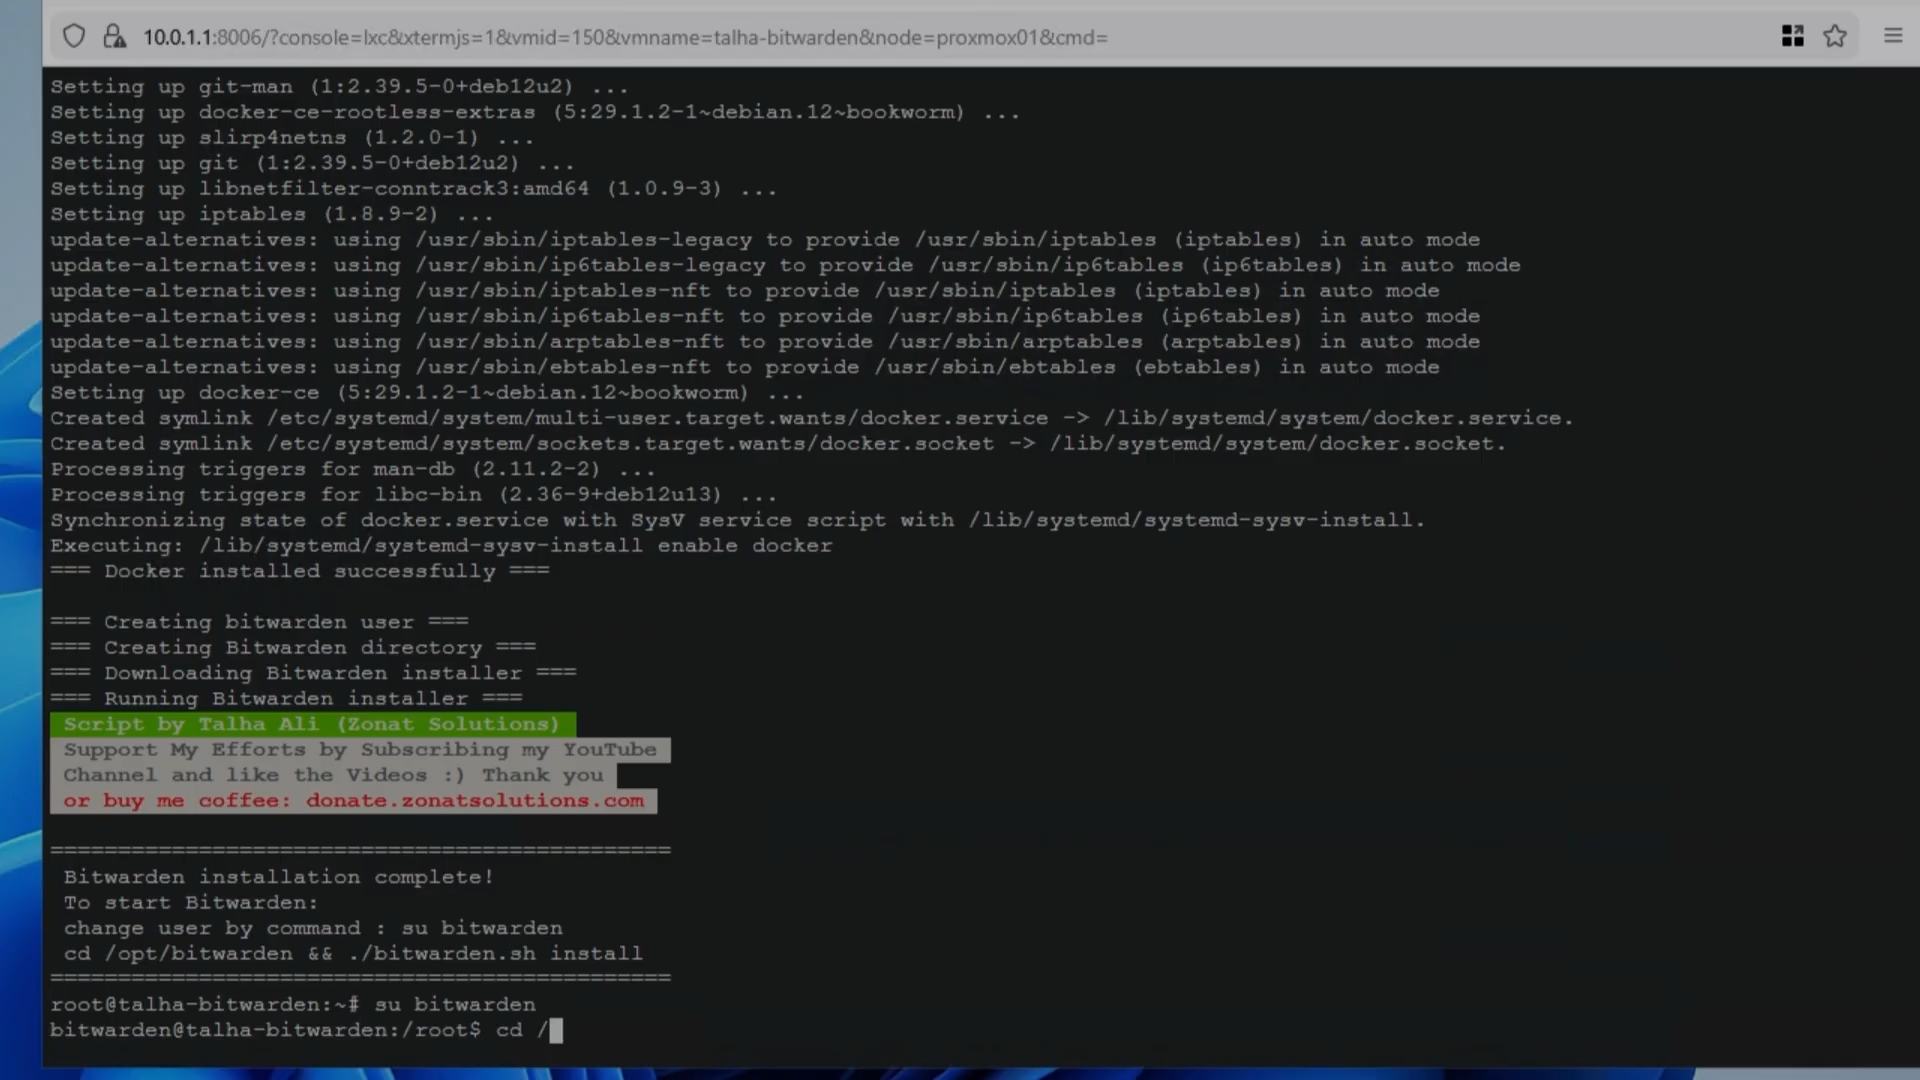 10.0.1.1:8006/?console=lxc&xtermjs=1&vmid=150&vmname=talha-bitwarden&node=proxmox01&cmd=
Setting up git-man (1:2.39.5-0+deb12u2) ...
Setting up docker-ce-rootless-extras (5:29.1.2-1~debian.12~bookworm) ...
Setting up slirp4netns (1.2.0-1) ...
Setting up git (1:2.39.5-0+deb12u2) ...
Setting up libnetfilter-conntrack3:amd64 (1.0.9-3) ...
Setting up iptables (1.8.9-2) ...
update-alternatives: using /usr/sbin/iptables-legacy to provide /usr/sbin/iptables (iptables) in auto mode
update-alternatives: using /usr/sbin/ip6tables-legacy to provide /usr/sbin/ip6tables (ip6tables) in auto mode
update-alternatives: using /usr/sbin/iptables-nft to provide /usr/sbin/iptables (iptables) in auto mode
update-alternatives: using /usr/sbin/ip6tables-nft to provide /usr/sbin/ip6tables (ip6tables) in auto mode
update-alternatives: using /usr/sbin/arptables-nft to provide /usr/sbin/arptables (arptables) in auto mode
update-alternatives: using /usr/sbin/ebtables-nft to provide /usr/sbin/ebtables (ebtables) in auto mode
Setting up docker-ce (5:29.1.2-1~debian.12~bookworm) ...
Created symlink /etc/systemd/system/multi-user.target.wants/docker.service -> /lib/systemd/system/docker.service.
Created symlink /etc/systemd/system/sockets.target.wants/docker.socket -> /lib/systemd/system/docker.socket.
Processing triggers for man-db (2.11.2-2) ...
Processing triggers for libc-bin (2.36-9+deb12u13) ...
Synchronizing state of docker.service with SysV service script with /lib/systemd/systemd-sysv-install.
Executing: /lib/systemd/systemd-sysv-install enable docker
=== Docker installed successfully ===
=== Creating bitwarden user ===
=== Creating Bitwarden directory ===
=== Downloading Bitwarden installer ===
=== Running Bitwarden installer ===
Script by Talha Ali (Zonat Solutions)
Support My Efforts by Subscribing my YouTube
Channel and like the Videos :) Thank you
or buy me coffee: donate.zonatsolutions.com
==============================================
Bitwarden installation complete!
To start Bitwarden:
change user by command : su bitwarden
cd /opt/bitwarden && ./bitwarden.sh install
==============================================
root@talha-bitwarden:~# su bitwarden
bitwarden@talha-bitwarden:/root$ cd /